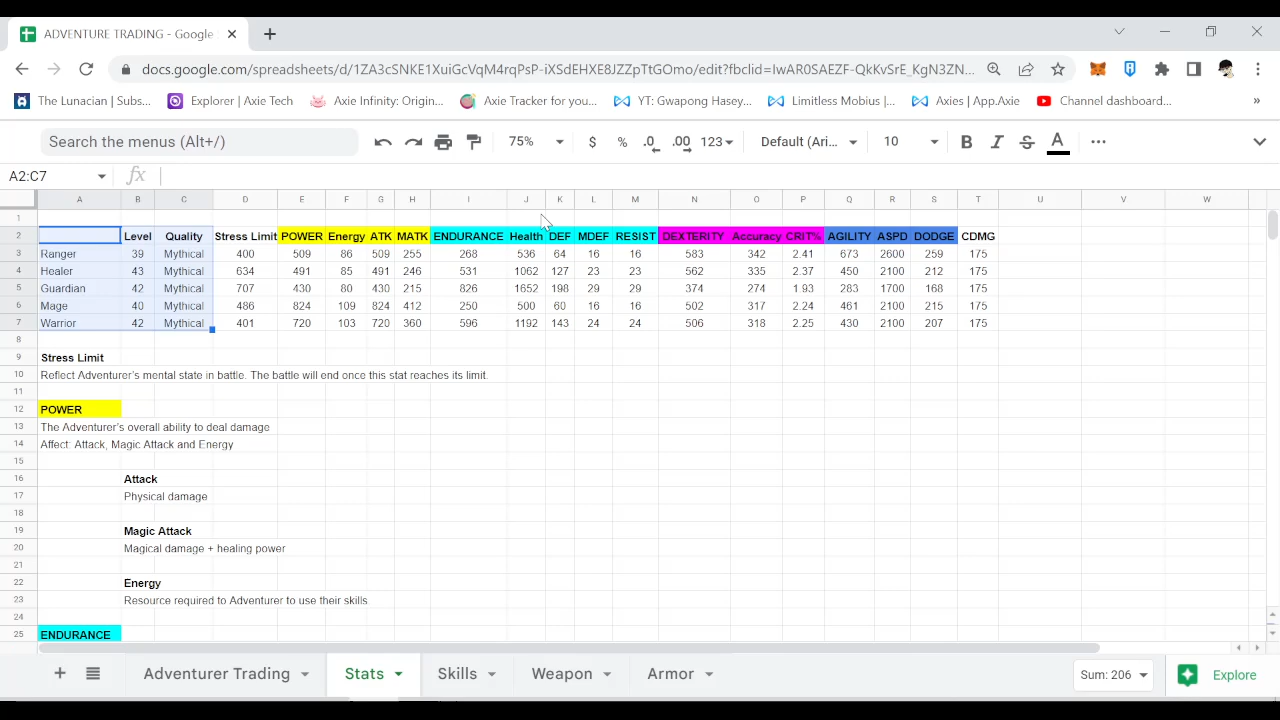 ADVENTURE TRADING - Google
docs.google.com/spreadsheets/d/1ZA3cSNKE1XuiGcVqM4rqPsP-iXSdEHXE8JZZpTtGOmo/edit?fbclid=IwAR0SAEZF-QkKvSrE_KgN3ZN...
The Lunacian | Subs... Explorer | Axie Tech Axie Infinity: Origin... Axie Tracker for you... YT: Gwapong Hasey... Limitless Mobius |... Axies | App.Axie Channel dashboard... »
Search the menus (Alt+/) 75% $ % .0 .00 123 Default (Ari... 10 B I S A
A2:C7 fx
A B C D E F G H I J K L M N O P Q R S T U V W
1
2 Level Quality Stress Limit POWER Energy ATK MATK ENDURANCE Health DEF MDEF RESIST DEXTERITY Accuracy CRIT% AGILITY ASPD DODGE CDMG
3 Ranger 39 Mythical 400 509 86 509 255 268 536 64 16 16 583 342 2.41 673 2600 259 175
4 Healer 43 Mythical 634 491 85 491 246 531 1062 127 23 23 562 335 2.37 450 2100 212 175
5 Guardian 42 Mythical 707 430 80 430 215 826 1652 198 29 29 374 274 1.93 283 1700 168 175
6 Mage 40 Mythical 486 824 109 824 412 250 500 60 16 16 502 317 2.24 461 2100 215 175
7 Warrior 42 Mythical 401 720 103 720 360 596 1192 143 24 24 506 318 2.25 430 2100 207 175
8
9 Stress Limit
10 Reflect Adventurer's mental state in battle. The battle will end once this stat reaches its limit.
11
12 POWER
13 The Adventurer's overall ability to deal damage
14 Affect: Attack, Magic Attack and Energy
15
16 Attack
17 Physical damage
18
19 Magic Attack
20 Magical damage + healing power
21
22 Energy
23 Resource required to Adventurer to use their skills.
24
25 ENDURANCE
Adventurer Trading Stats Skills Weapon Armor Sum: 206 Explore